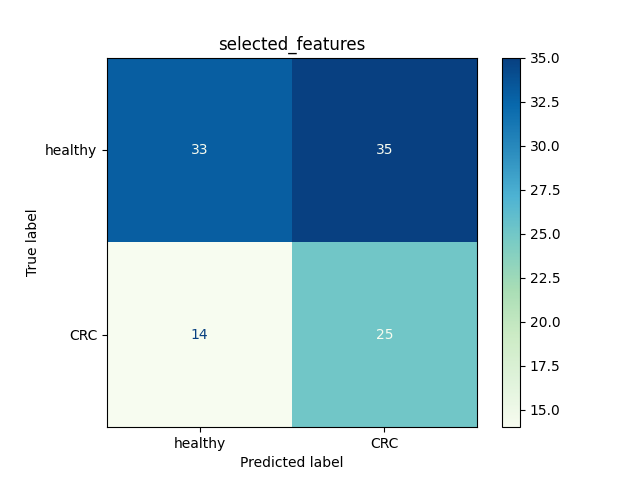 selected_features
True label
healthy
33
35
CRC
14
25
healthy
CRC
Predicted label
35.0
32.5
30.0
27.5
25.0
22.5
20.0
17.5
15.0